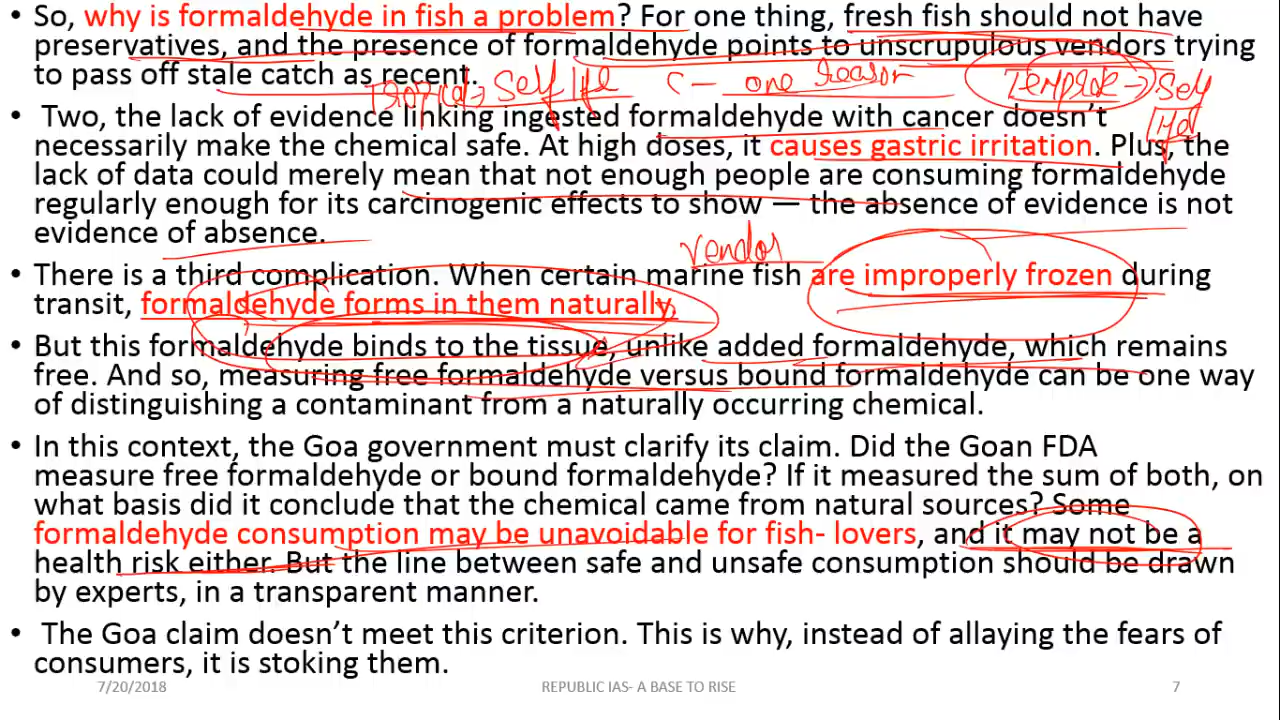 • So, why is formaldehyde in fish a problem? For one thing, fresh fish should not have
preservatives, and the presence of formaldehyde points to unscrupulous vendors trying
to pass off stale catch as recent.
Tropical → Self life ← one reason Temprate → Self
life
• Two, the lack of evidence linking ingested formaldehyde with cancer doesn’t
necessarily make the chemical safe. At high doses, it causes gastric irritation. Plus, the
lack of data could merely mean that not enough people are consuming formaldehyde
regularly enough for its carcinogenic effects to show — the absence of evidence is not
evidence of absence.
vendor
• There is a third complication. When certain marine fish are improperly frozen during
transit, formaldehyde forms in them naturally.
• But this formaldehyde binds to the tissue, unlike added formaldehyde, which remains
free. And so, measuring free formaldehyde versus bound formaldehyde can be one way
of distinguishing a contaminant from a naturally occurring chemical.
• In this context, the Goa government must clarify its claim. Did the Goan FDA
measure free formaldehyde or bound formaldehyde? If it measured the sum of both, on
what basis did it conclude that the chemical came from natural sources? Some
formaldehyde consumption may be unavoidable for fish- lovers, and it may not be a
health risk either. But the line between safe and unsafe consumption should be drawn
by experts, in a transparent manner.
• The Goa claim doesn’t meet this criterion. This is why, instead of allaying the fears of
consumers, it is stoking them.
7/20/2018 REPUBLIC IAS- A BASE TO RISE 7